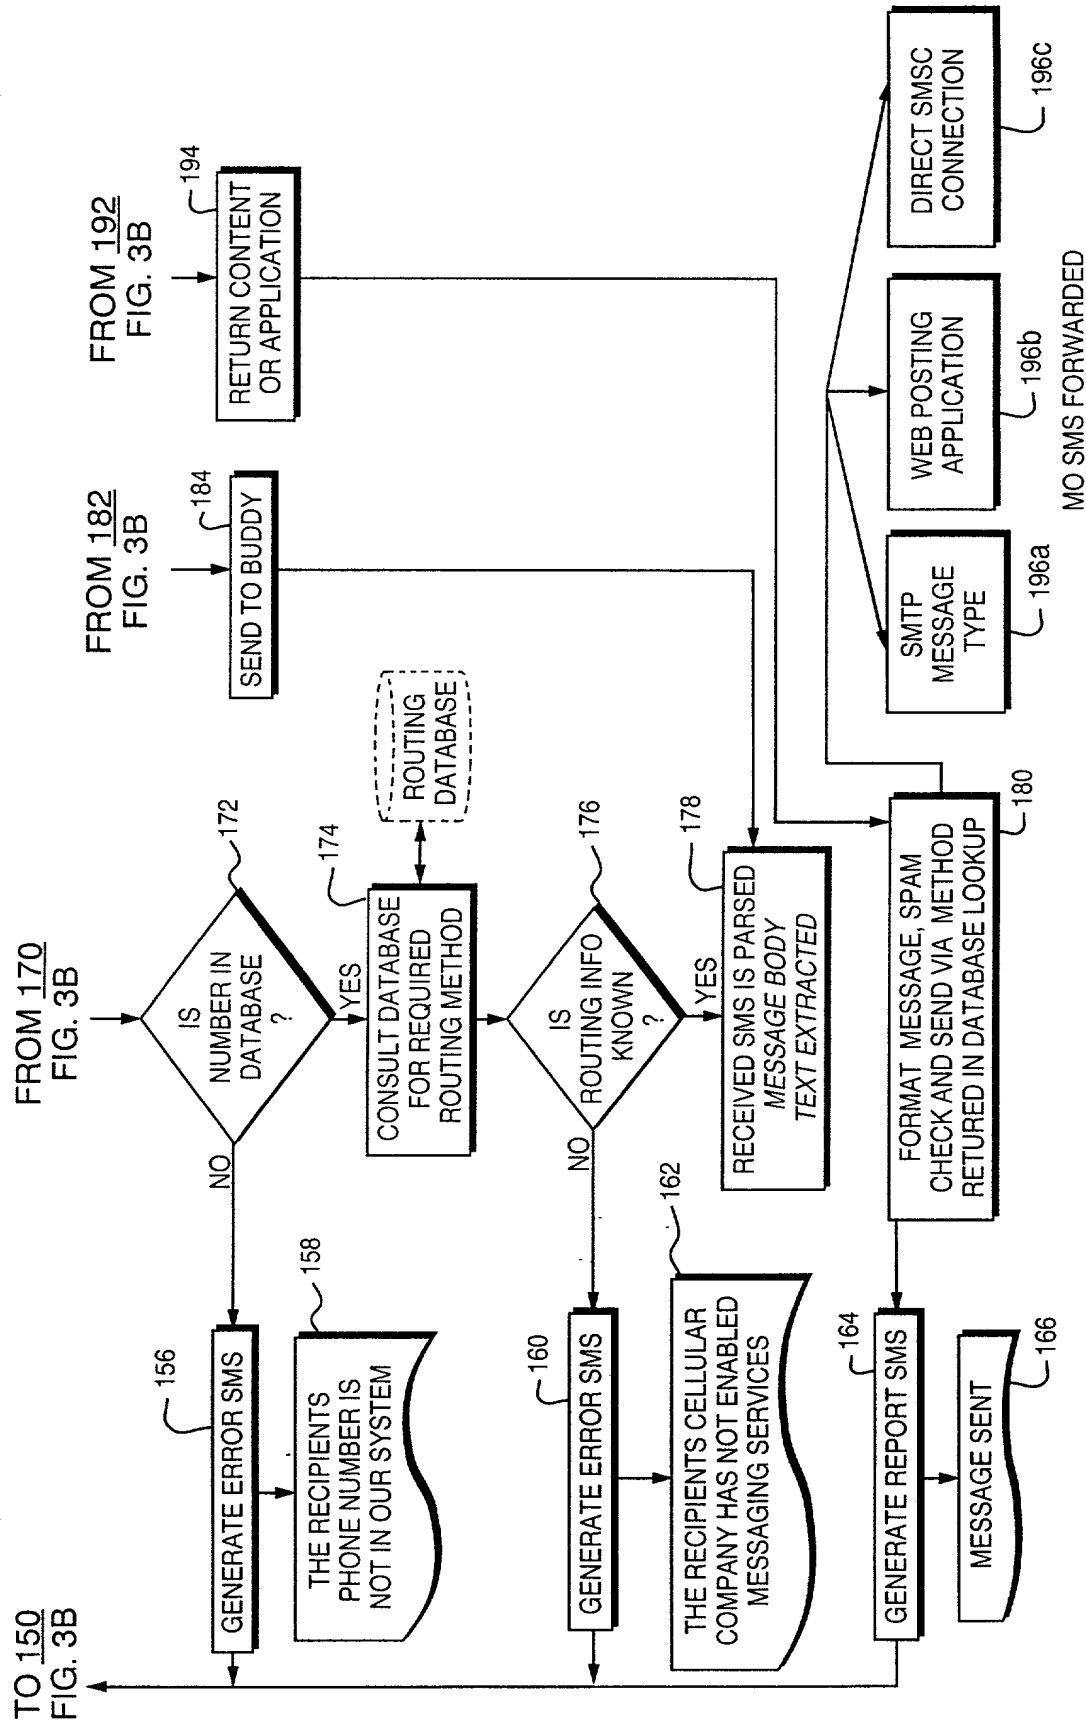 TO 150
FIG. 3B
FROM 170
FIG. 3B
FROM 182
FIG. 3B
FROM 192
FIG. 3B
IS
NUMBER IN
DATABASE
?
172
NO
YES
GENERATE ERROR SMS
156
THE RECIPIENTS
PHONE NUMBER IS
NOT IN OUR SYSTEM
158
CONSULT DATABASE
FOR REQUIRED
ROUTING METHOD
174
ROUTING
DATABASE
SEND TO BUDDY
184
RETURN CONTENT
OR APPLICATION
194
IS
ROUTING INFO
KNOWN
?
176
NO
YES
GENERATE ERROR SMS
160
THE RECIPIENTS CELLULAR
COMPANY HAS NOT ENABLED
MESSAGING SERVICES
162
RECEIVED SMS IS PARSED
MESSAGE BODY
TEXT EXTRACTED
178
GENERATE REPORT SMS
164
MESSAGE SENT
166
FORMAT MESSAGE, SPAM
CHECK AND SEND VIA METHOD
RETURED IN DATABASE LOOKUP
180
SMTP
MESSAGE
TYPE
196a
WEB POSTING
APPLICATION
196b
DIRECT SMSC
CONNECTION
196c
MO SMS FORWARDED